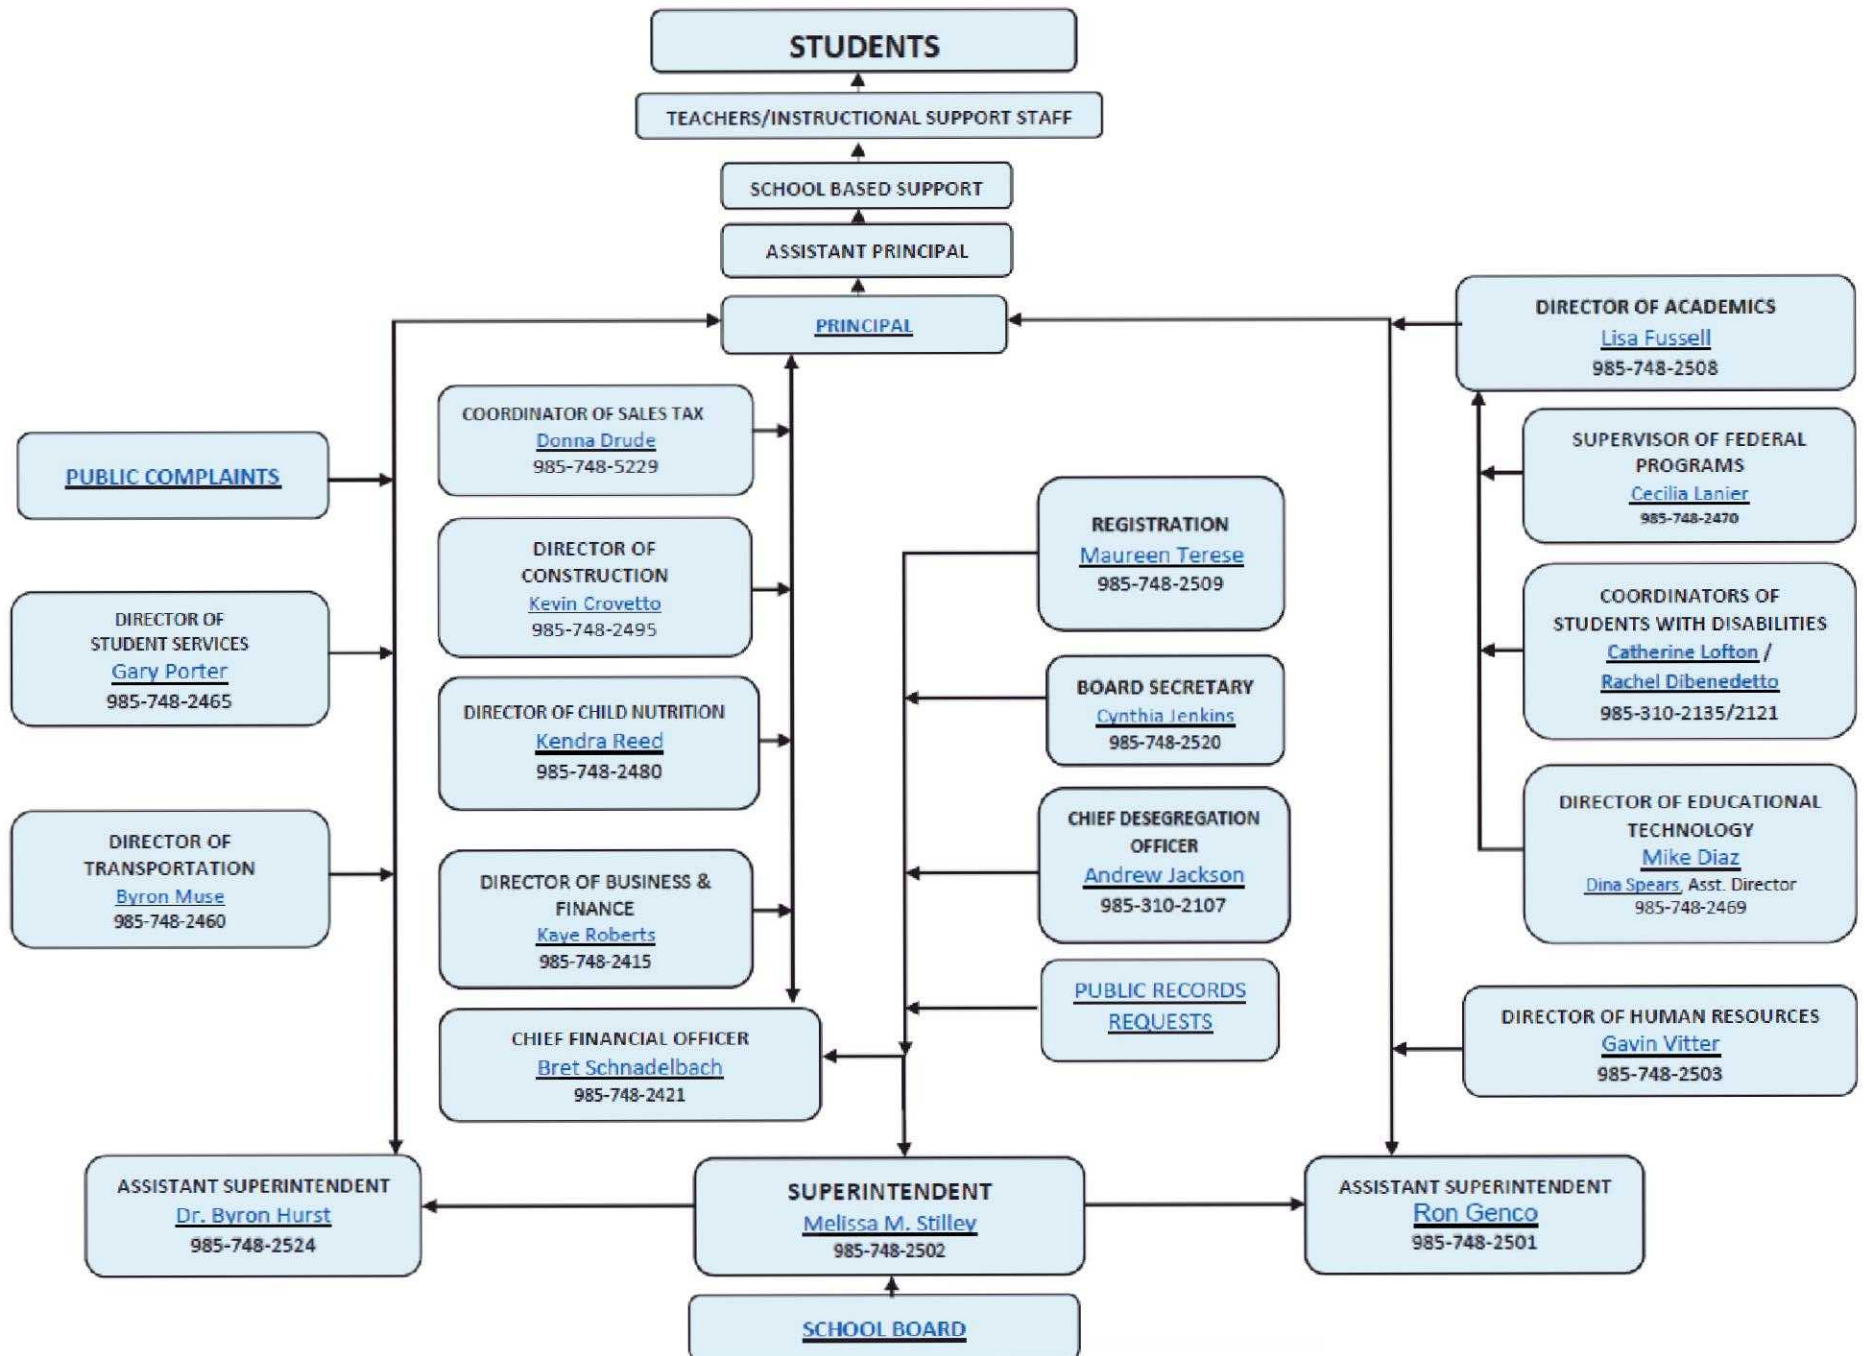 STUDENTS
TEACHERS/INSTRUCTIONAL SUPPORT STAFF
SCHOOL BASED SUPPORT
ASSISTANT PRINCIPAL
PRINCIPAL
PUBLIC COMPLAINTS
DIRECTOR OF
STUDENT SERVICES
Gary Porter
985-748-2465
DIRECTOR OF
TRANSPORTATION
Byron Muse
985-748-2460
COORDINATOR OF SALES TAX
Donna Drude
985-748-5229
DIRECTOR OF
CONSTRUCTION
Kevin Crovetto
985-748-2495
DIRECTOR OF CHILD NUTRITION
Kendra Reed
985-748-2480
DIRECTOR OF BUSINESS &
FINANCE
Kaye Roberts
985-748-2415
CHIEF FINANCIAL OFFICER
Bret Schnadelbach
985-748-2421
REGISTRATION
Maureen Terese
985-748-2509
BOARD SECRETARY
Cynthia Jenkins
985-748-2520
CHIEF DESEGREGATION
OFFICER
Andrew Jackson
985-310-2107
PUBLIC RECORDS
REQUESTS
DIRECTOR OF ACADEMICS
Lisa Fussell
985-748-2508
SUPERVISOR OF FEDERAL
PROGRAMS
Cecilia Lanier
985-748-2470
COORDINATORS OF
STUDENTS WITH DISABILITIES
Catherine Lofton /
Rachel Dibenedetto
985-310-2135/2121
DIRECTOR OF EDUCATIONAL
TECHNOLOGY
Mike Diaz
Dina Spears, Asst. Director
985-748-2469
DIRECTOR OF HUMAN RESOURCES
Gavin Vitter
985-748-2503
ASSISTANT SUPERINTENDENT
Dr. Byron Hurst
985-748-2524
SUPERINTENDENT
Melissa M. Stilley
985-748-2502
ASSISTANT SUPERINTENDENT
Ron Genco
985-748-2501
SCHOOL BOARD